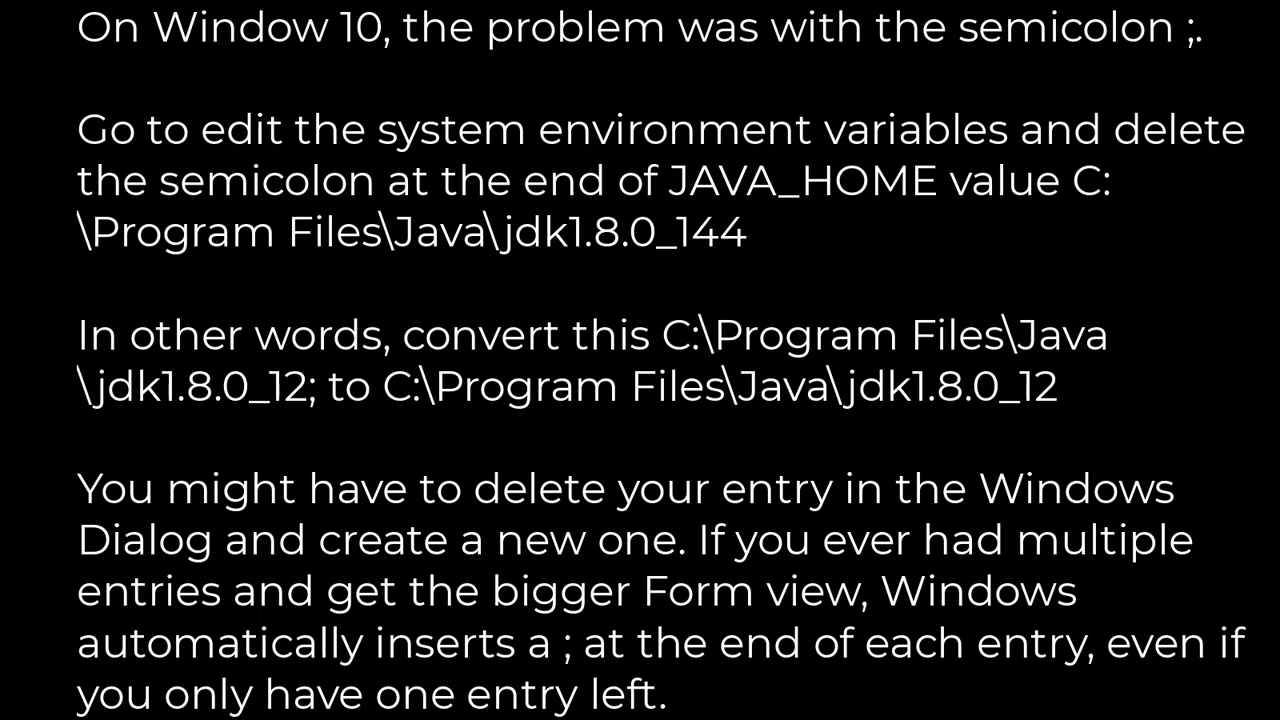 On Window 10, the problem was with the semicolon ;.
Go to edit the system environment variables and delete
the semicolon at the end of JAVA_HOME value C:
\Program Files\Java\jdk1.8.0_144
In other words, convert this C:\Program Files\Java
\jdk1.8.0_12; to C:\Program Files\Java\jdk1.8.0_12
You might have to delete your entry in the Windows
Dialog and create a new one. If you ever had multiple
entries and get the bigger Form view, Windows
automatically inserts a ; at the end of each entry, even if
you only have one entry left.